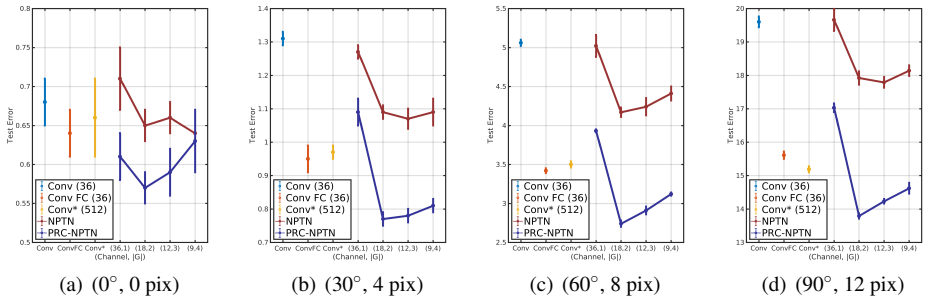 0.8
0.75
0.7
0.65
0.6
0.55
0.5
Test Error
Conv (36)
Conv FC (36)
Conv* (512)
NPTN
PRC-NPTN
Conv ConvFC Conv* (36,1) (18,2) (12,3) (9,4)
(Channel, |G|)
(a) (0°, 0 pix)
1.4
1.3
1.2
1.1
1
0.9
0.8
0.7
Test Error
Conv (36)
Conv FC (36)
Conv* (512)
NPTN
PRC-NPTN
Conv ConvFC Conv* (36,1) (18,2) (12,3) (9,4)
(Channel, |G|)
(b) (30°, 4 pix)
5.5
5
4.5
4
3.5
3
2.5
Test Error
Conv (36)
Conv FC (36)
Conv* (512)
NPTN
PRC-NPTN
Conv ConvFC Conv* (36,1) (18,2) (12,3) (9,4)
(Channel, |G|)
(c) (60°, 8 pix)
20
19
18
17
16
15
14
13
Test Error
Conv (36)
Conv FC (36)
Conv* (512)
NPTN
PRC-NPTN
Conv ConvFC Conv* (36,1) (18,2) (12,3) (9,4)
(Channel, |G|)
(d) (90°, 12 pix)